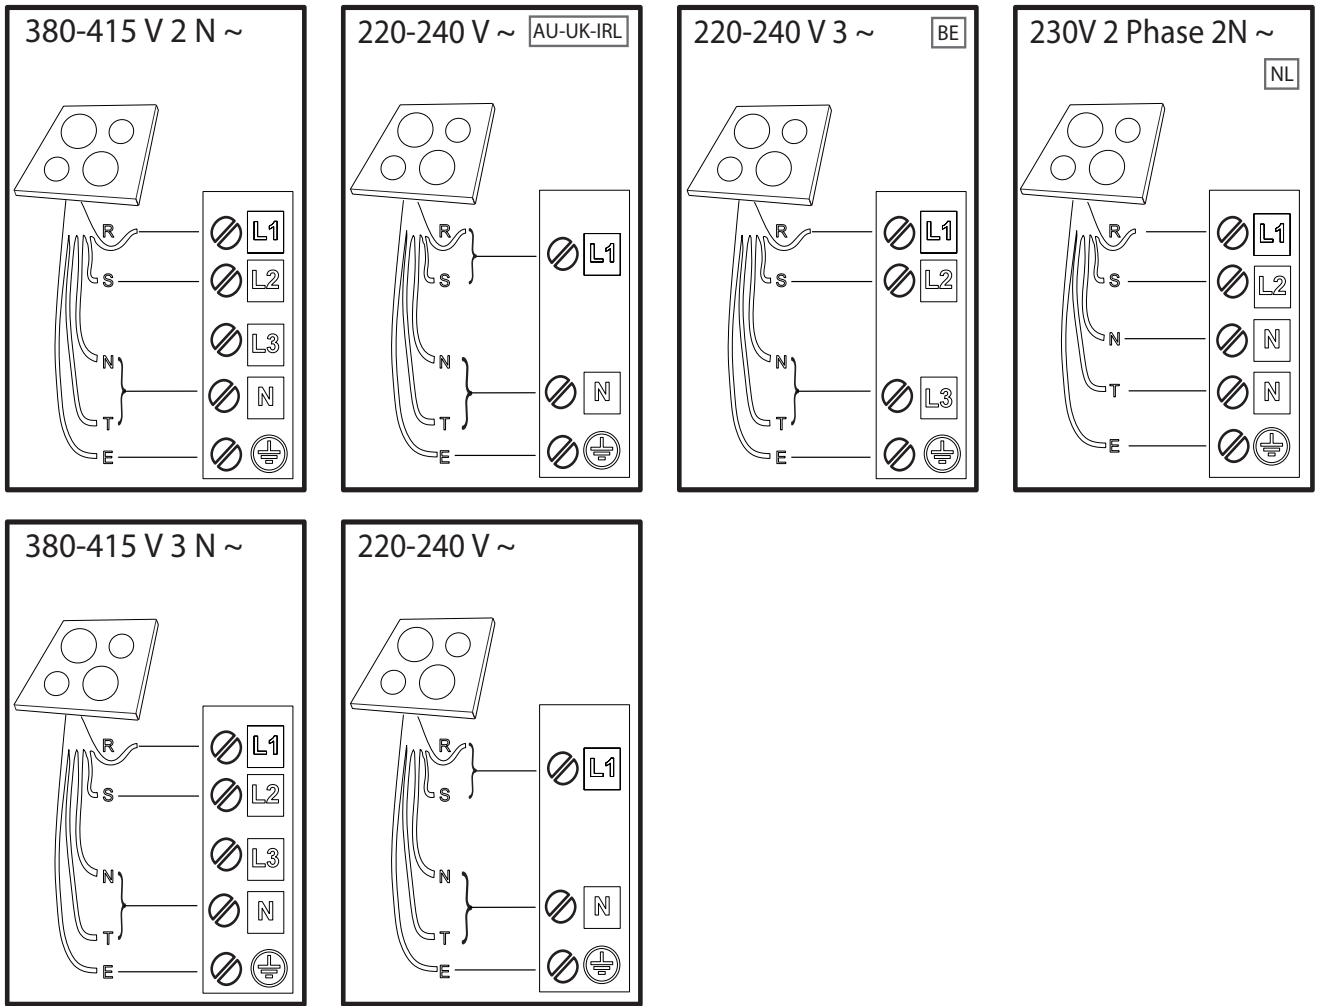 380-415 V 2 N ~
R L1
S L2
L3
N
N
T
E
220-240 V ~ AU-UK-IRL
R
L1
S
N
N
T
E
220-240 V 3 ~ BE
R L1
S L2
N
L3
T
E
230V 2 Phase 2N ~
NL
R L1
S L2
N N
T N
E
380-415 V 3 N ~
R L1
S L2
L3
N
N
T
E
220-240 V ~
R
L1
S
N
N
T
E